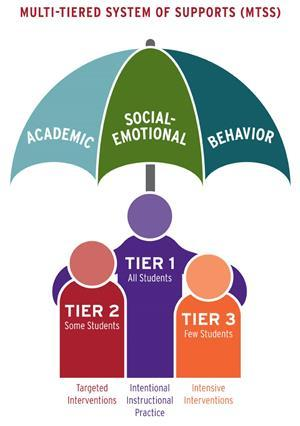 MULTI-TIERED SYSTEM OF SUPPORTS (MTSS)
ACADEMIC
SOCIAL-
EMOTIONAL
BEHAVIOR
TIER 1
All Students
TIER 2
Some Students
TIER 3
Few Students
Targeted
Interventions
Intentional
Instructional
Practice
Intensive
Interventions